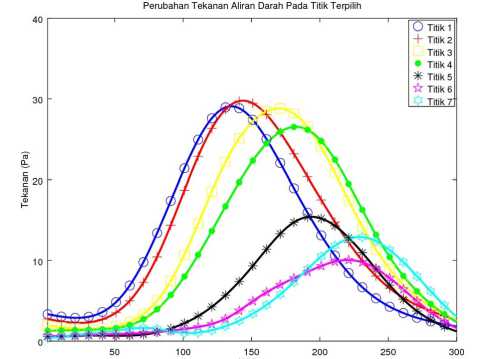 Perubahan Tekanan Aliran Darah Pada Titik Terpilih
40
30
20
10
0
Tekanan (Pa)
50
100
150
200
250
300
Titik 1
Titik 2
Titik 3
Titik 4
Titik 5
Titik 6
Titik 7